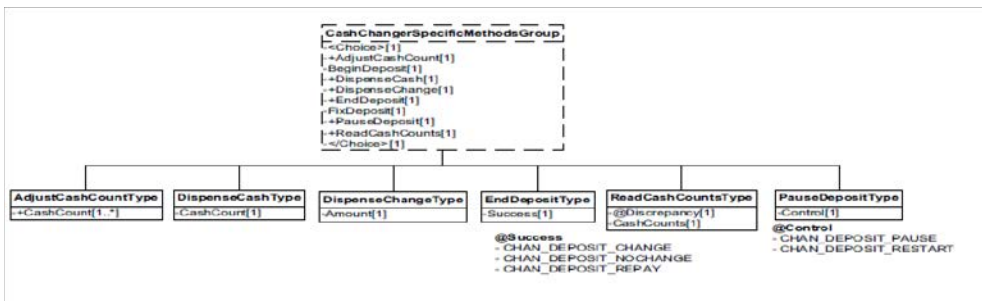 CashChangerSpecificMethodsGroup
-<Choice>[1]
-+AdjustCashCount[1]
-BeginDeposit[1]
-+DispenseCash[1]
-+DispenseChange[1]
-+EndDeposit[1]
-FixDeposit[1]
-+PauseDeposit[1]
-+ReadCashCounts[1]
-</Choice>[1]
AdjustCashCountType
-+CashCount[1..*]
DispenseCashType
-CashCount[1]
DispenseChangeType
-Amount[1]
EndDepositType
-Success[1]
@Success
- CHAN_DEPOSIT_CHANGE
- CHAN_DEPOSIT_NOCHANGE
- CHAN_DEPOSIT_REPAY
ReadCashCountsType
-@Discrepancy[1]
-CashCounts[1]
PauseDepositType
-Control[1]
@Control
- CHAN_DEPOSIT_PAUSE
- CHAN_DEPOSIT_RESTART